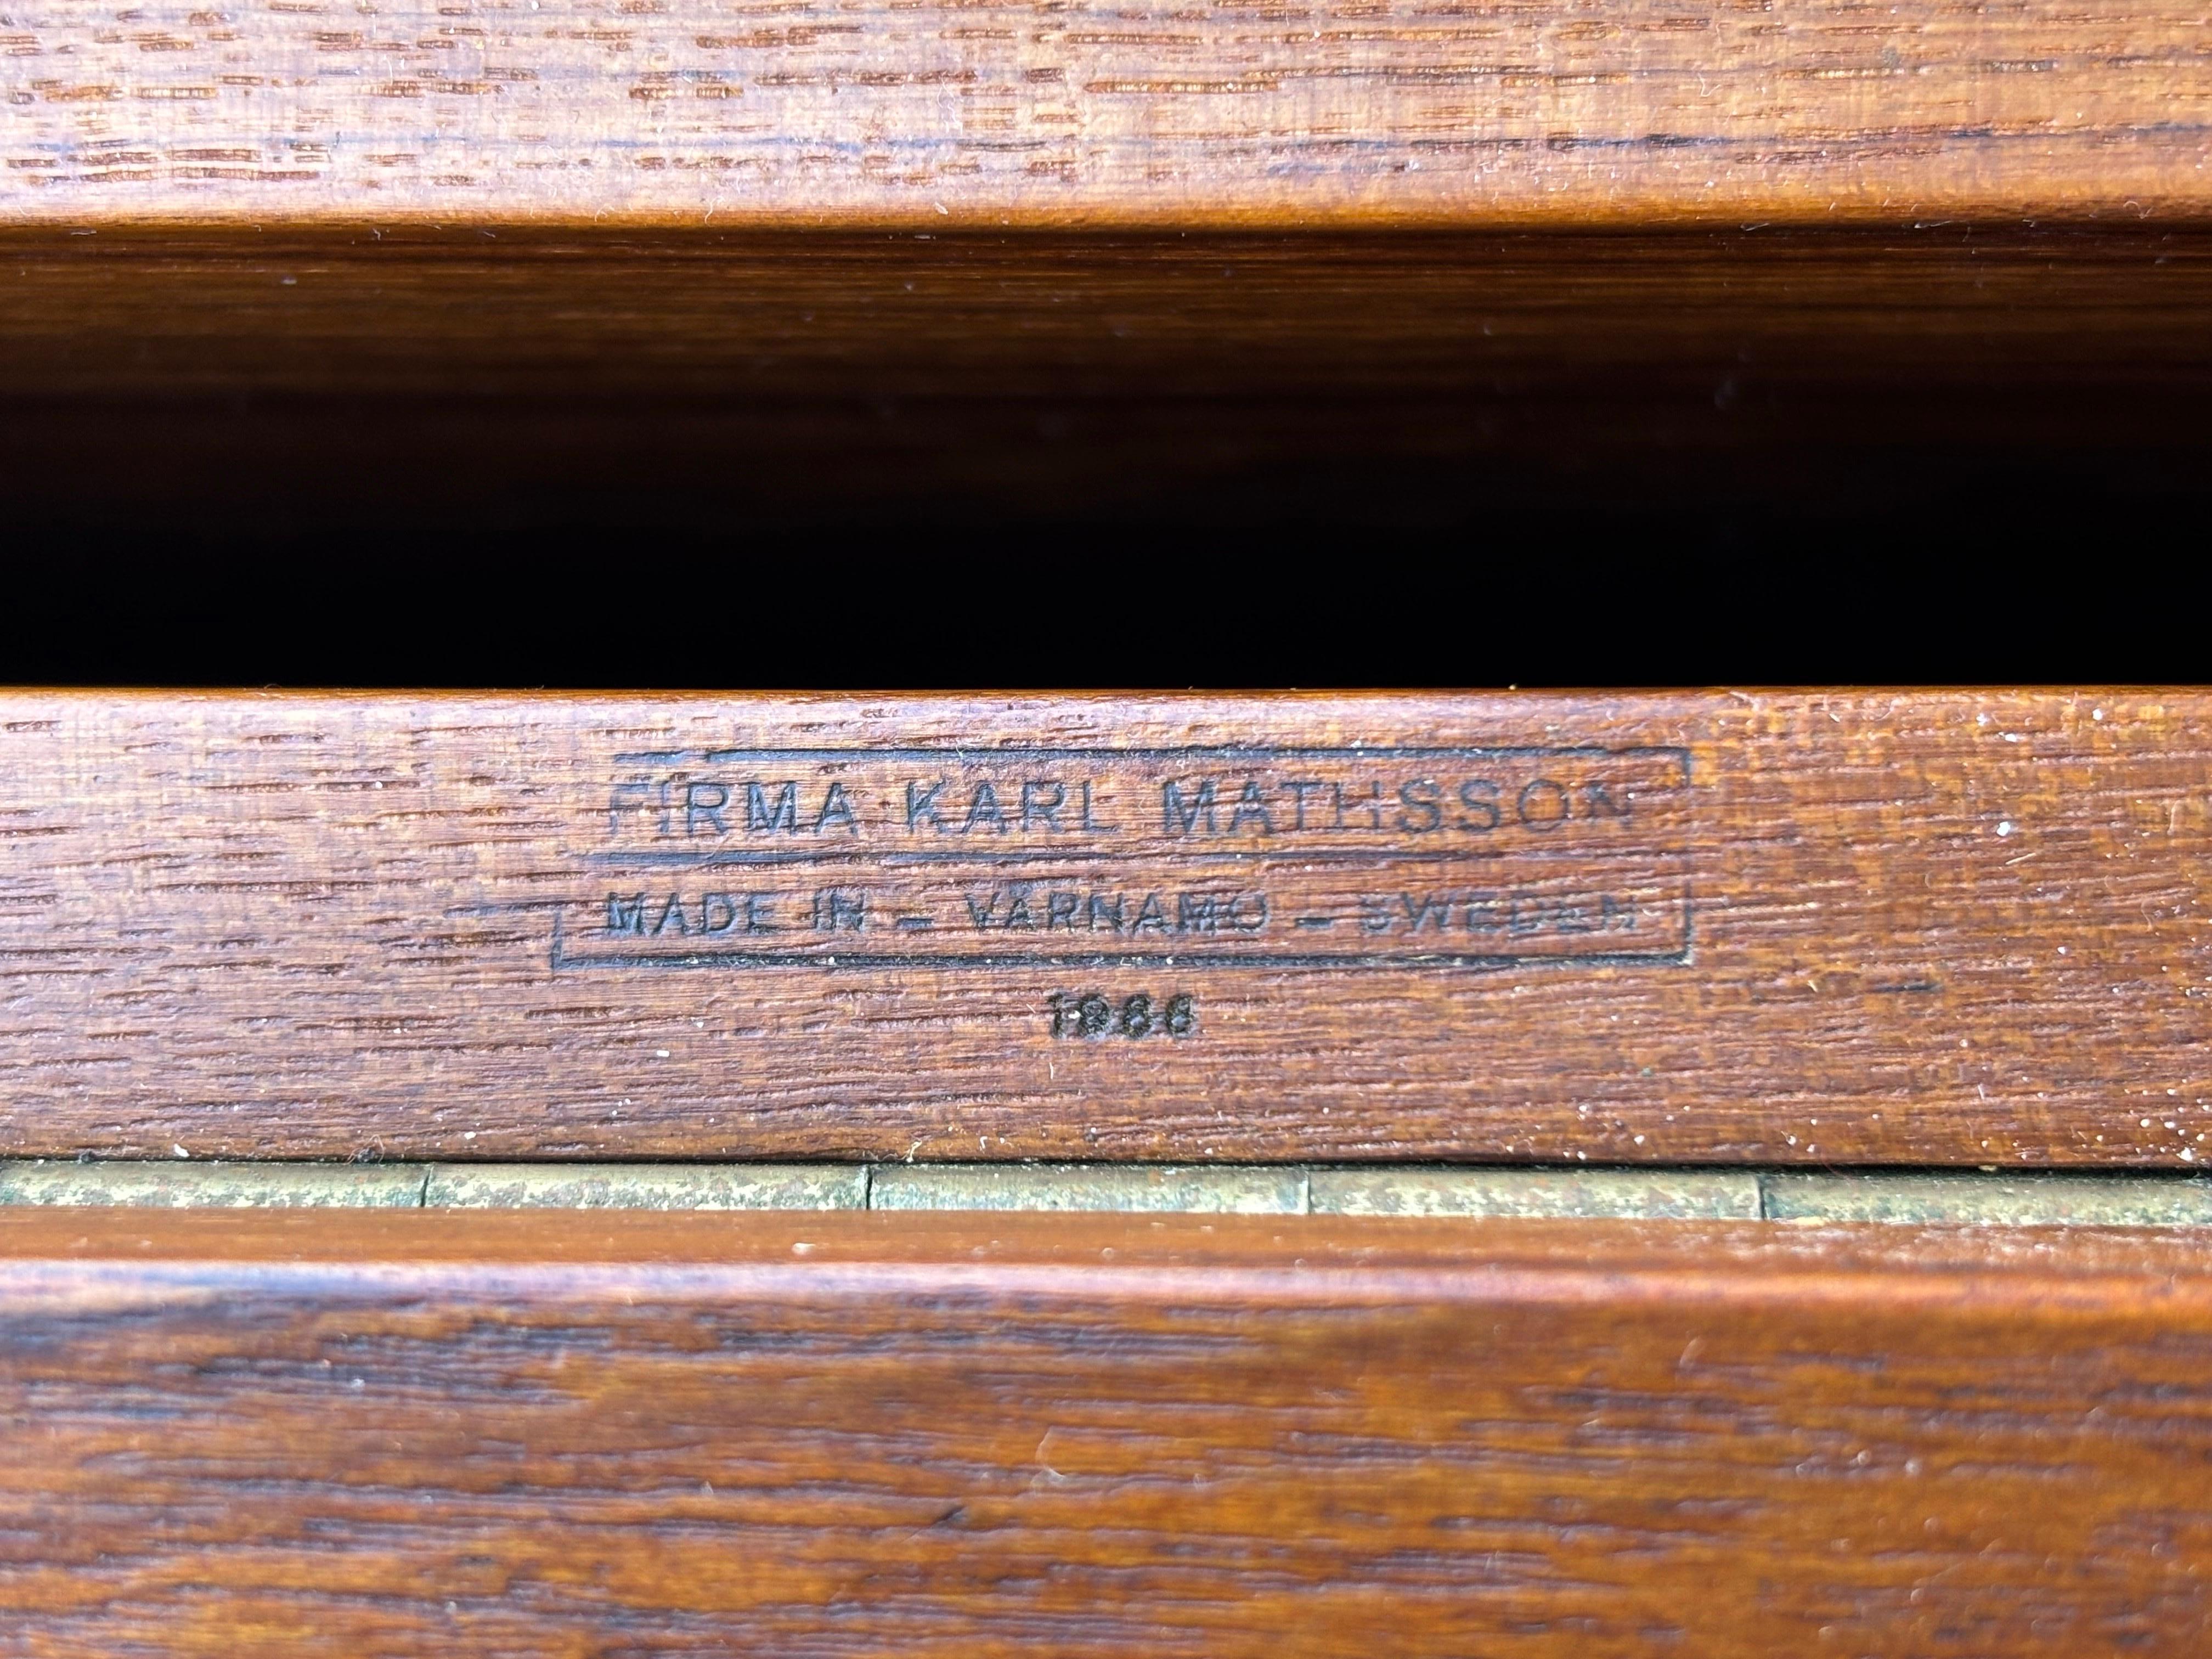 FIRMA KARL MATHSSON
MADE IN – VÄRNAMO – SWEDEN
1966